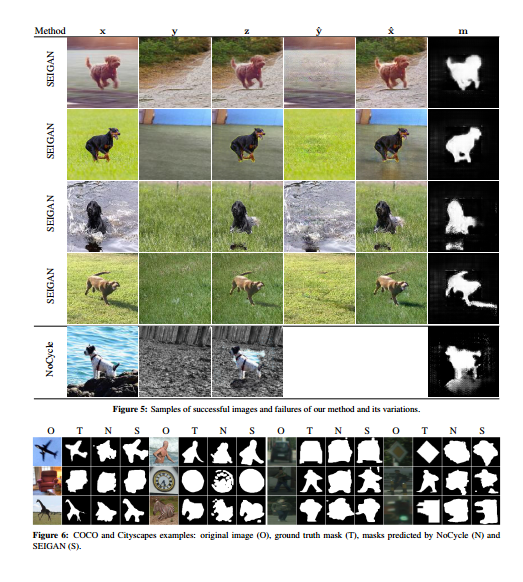 Method x y z ŷ x̂ m
SEIGAN
SEIGAN
SEIGAN
SEIGAN
NoCycle
Figure 5: Samples of successful images and failures of our method and its variations.
O T N S O T N S O T N S O T N S
Figure 6: COCO and Cityscapes examples: original image (O), ground truth mask (T), masks predicted by NoCycle (N) and
SEIGAN (S).